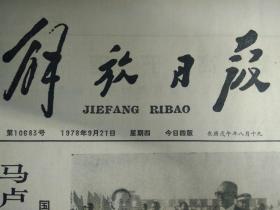 解放日报
JIEFANG RIBAO
第10683号 1978年9月21日 星期四 今日四版 农历戊午年八月十九
马卢
国